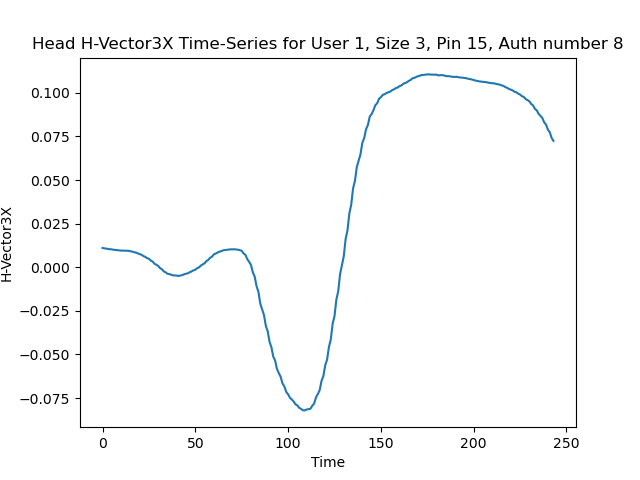 Head H-Vector3X Time-Series for User 1, Size 3, Pin 15, Auth number 8
0.100
0.075
0.050
0.025
0.000
−0.025
−0.050
−0.075
H-Vector3X
0 50 100 150 200 250
Time